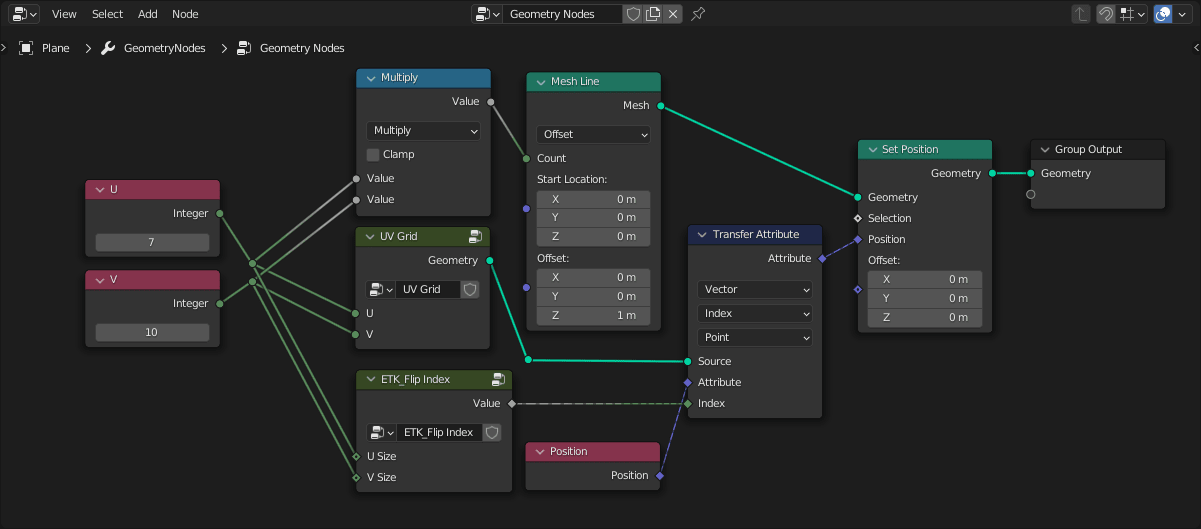 View Select Add Node
Geometry Nodes
Plane GeometryNodes Geometry Nodes
U
Integer
7
V
Integer
10
Multiply
Value
Multiply
Clamp
Value
Value
UV Grid
Geometry
UV Grid
U
V
ETK_Flip Index
Value
ETK_Flip Index
U Size
V Size
Mesh Line
Mesh
Offset
Count
Start Location:
X 0 m
Y 0 m
Z 0 m
Offset:
X 0 m
Y 0 m
Z 1 m
Position
Position
Transfer Attribute
Attribute
Vector
Index
Point
Source
Attribute
Index
Set Position
Geometry
Geometry
Selection
Position
Offset:
X 0 m
Y 0 m
Z 0 m
Group Output
Geometry